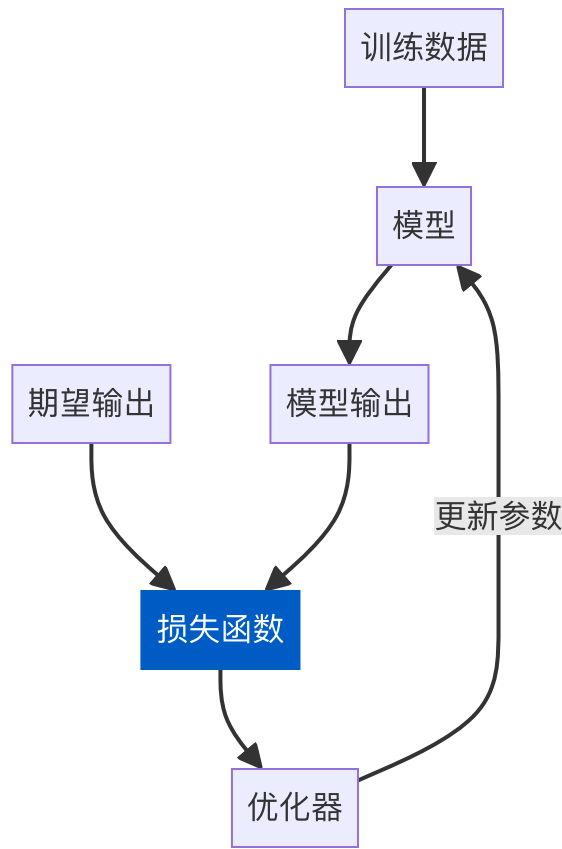 训练数据
模型
期望输出
模型输出
更新参数
损失函数
优化器